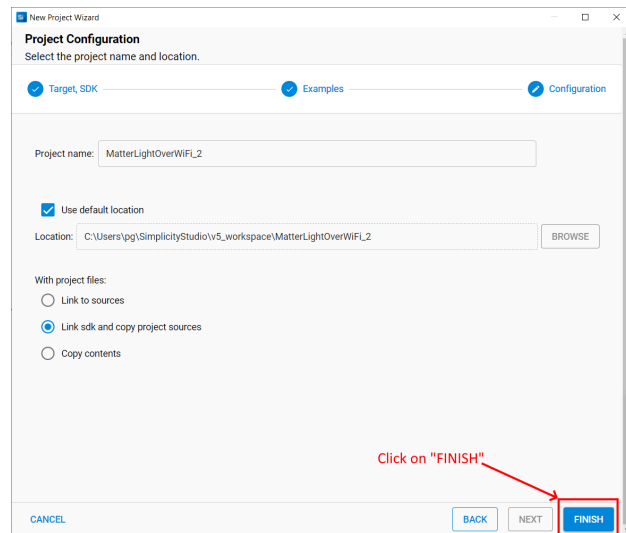 Si New Project Wizard
Project Configuration
Select the project name and location.
Target, SDK Examples Configuration
Project name: MatterLightOverWiFi_2
Use default location
Location: C:\Users\pg\SimplicityStudio\v5_workspace\MatterLightOverWiFi_2 BROWSE
With project files:
Link to sources
Link sdk and copy project sources
Copy contents
Click on "FINISH"
CANCEL BACK NEXT FINISH